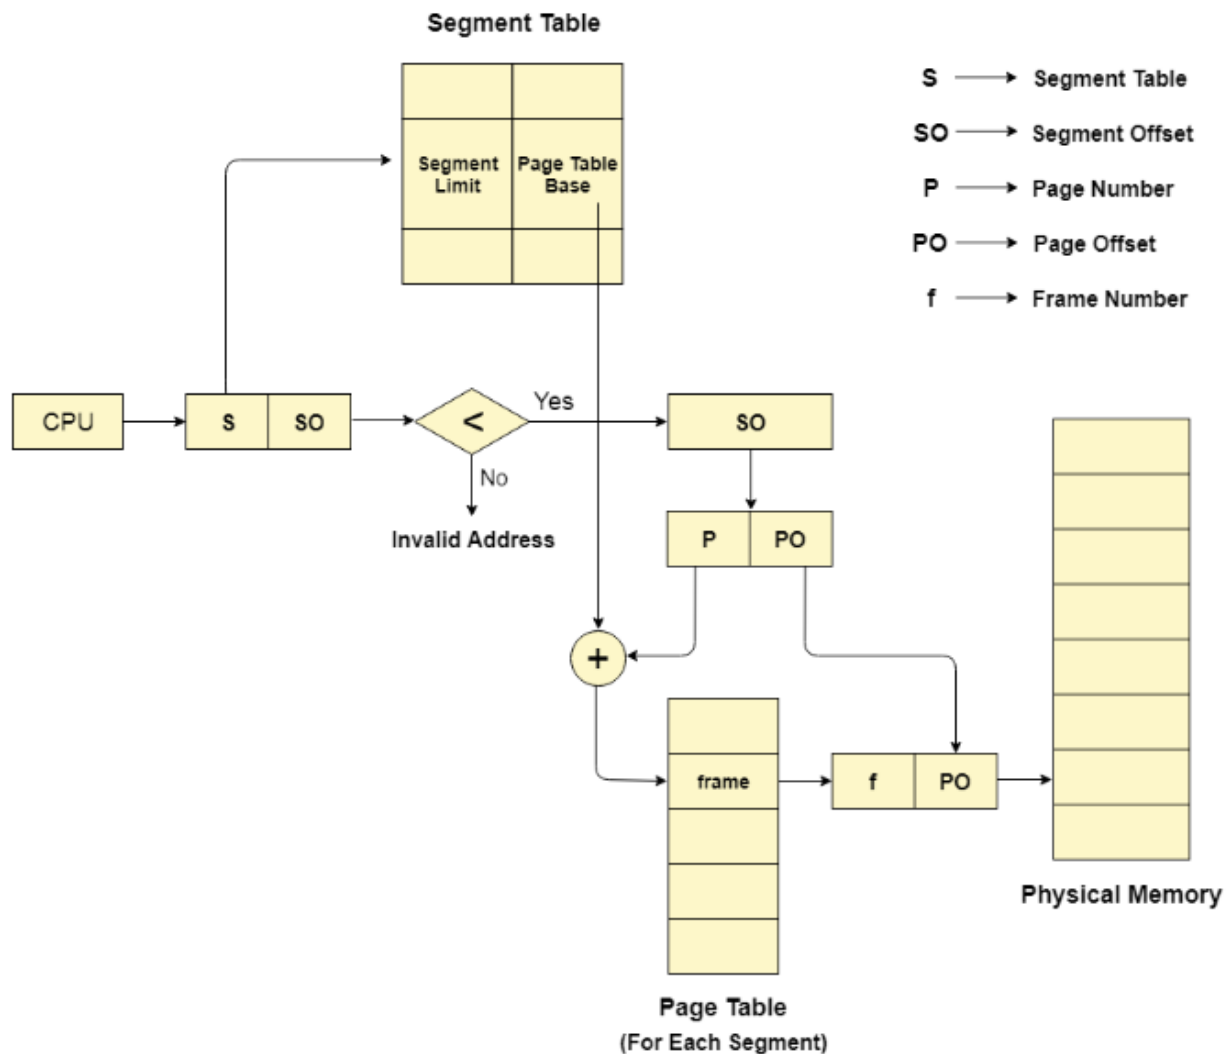 Segment Table
S → Segment Table
SO → Segment Offset
P → Page Number
PO → Page Offset
f → Frame Number
Segment
Limit
Page Table
Base
CPU
S
SO
<
Yes
SO
No
Invalid Address
P
PO
+
frame
f
PO
Physical Memory
Page Table
(For Each Segment)